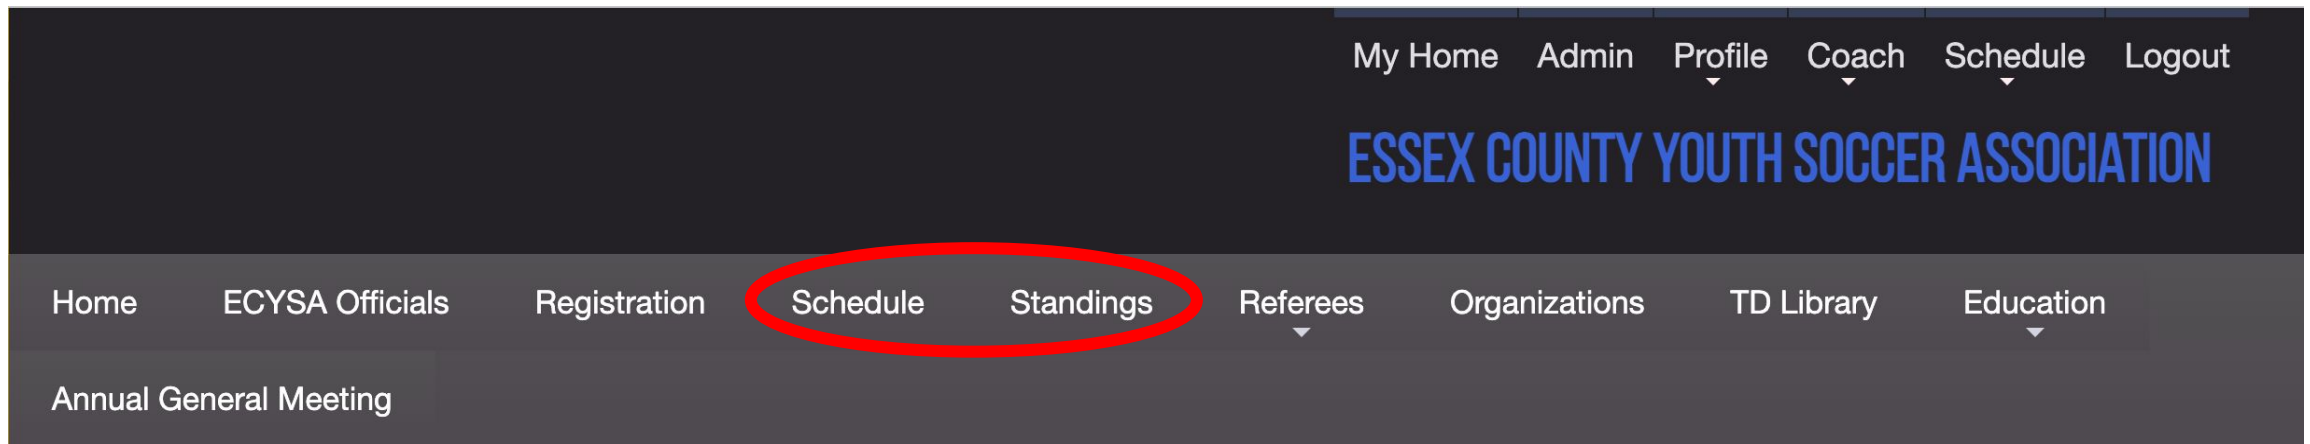 My Home Admin Profile Coach Schedule Logout
ESSEX COUNTY YOUTH SOCCER ASSOCIATION
Home ECYSA Officials Registration Schedule Standings Referees Organizations TD Library Education
Annual General Meeting